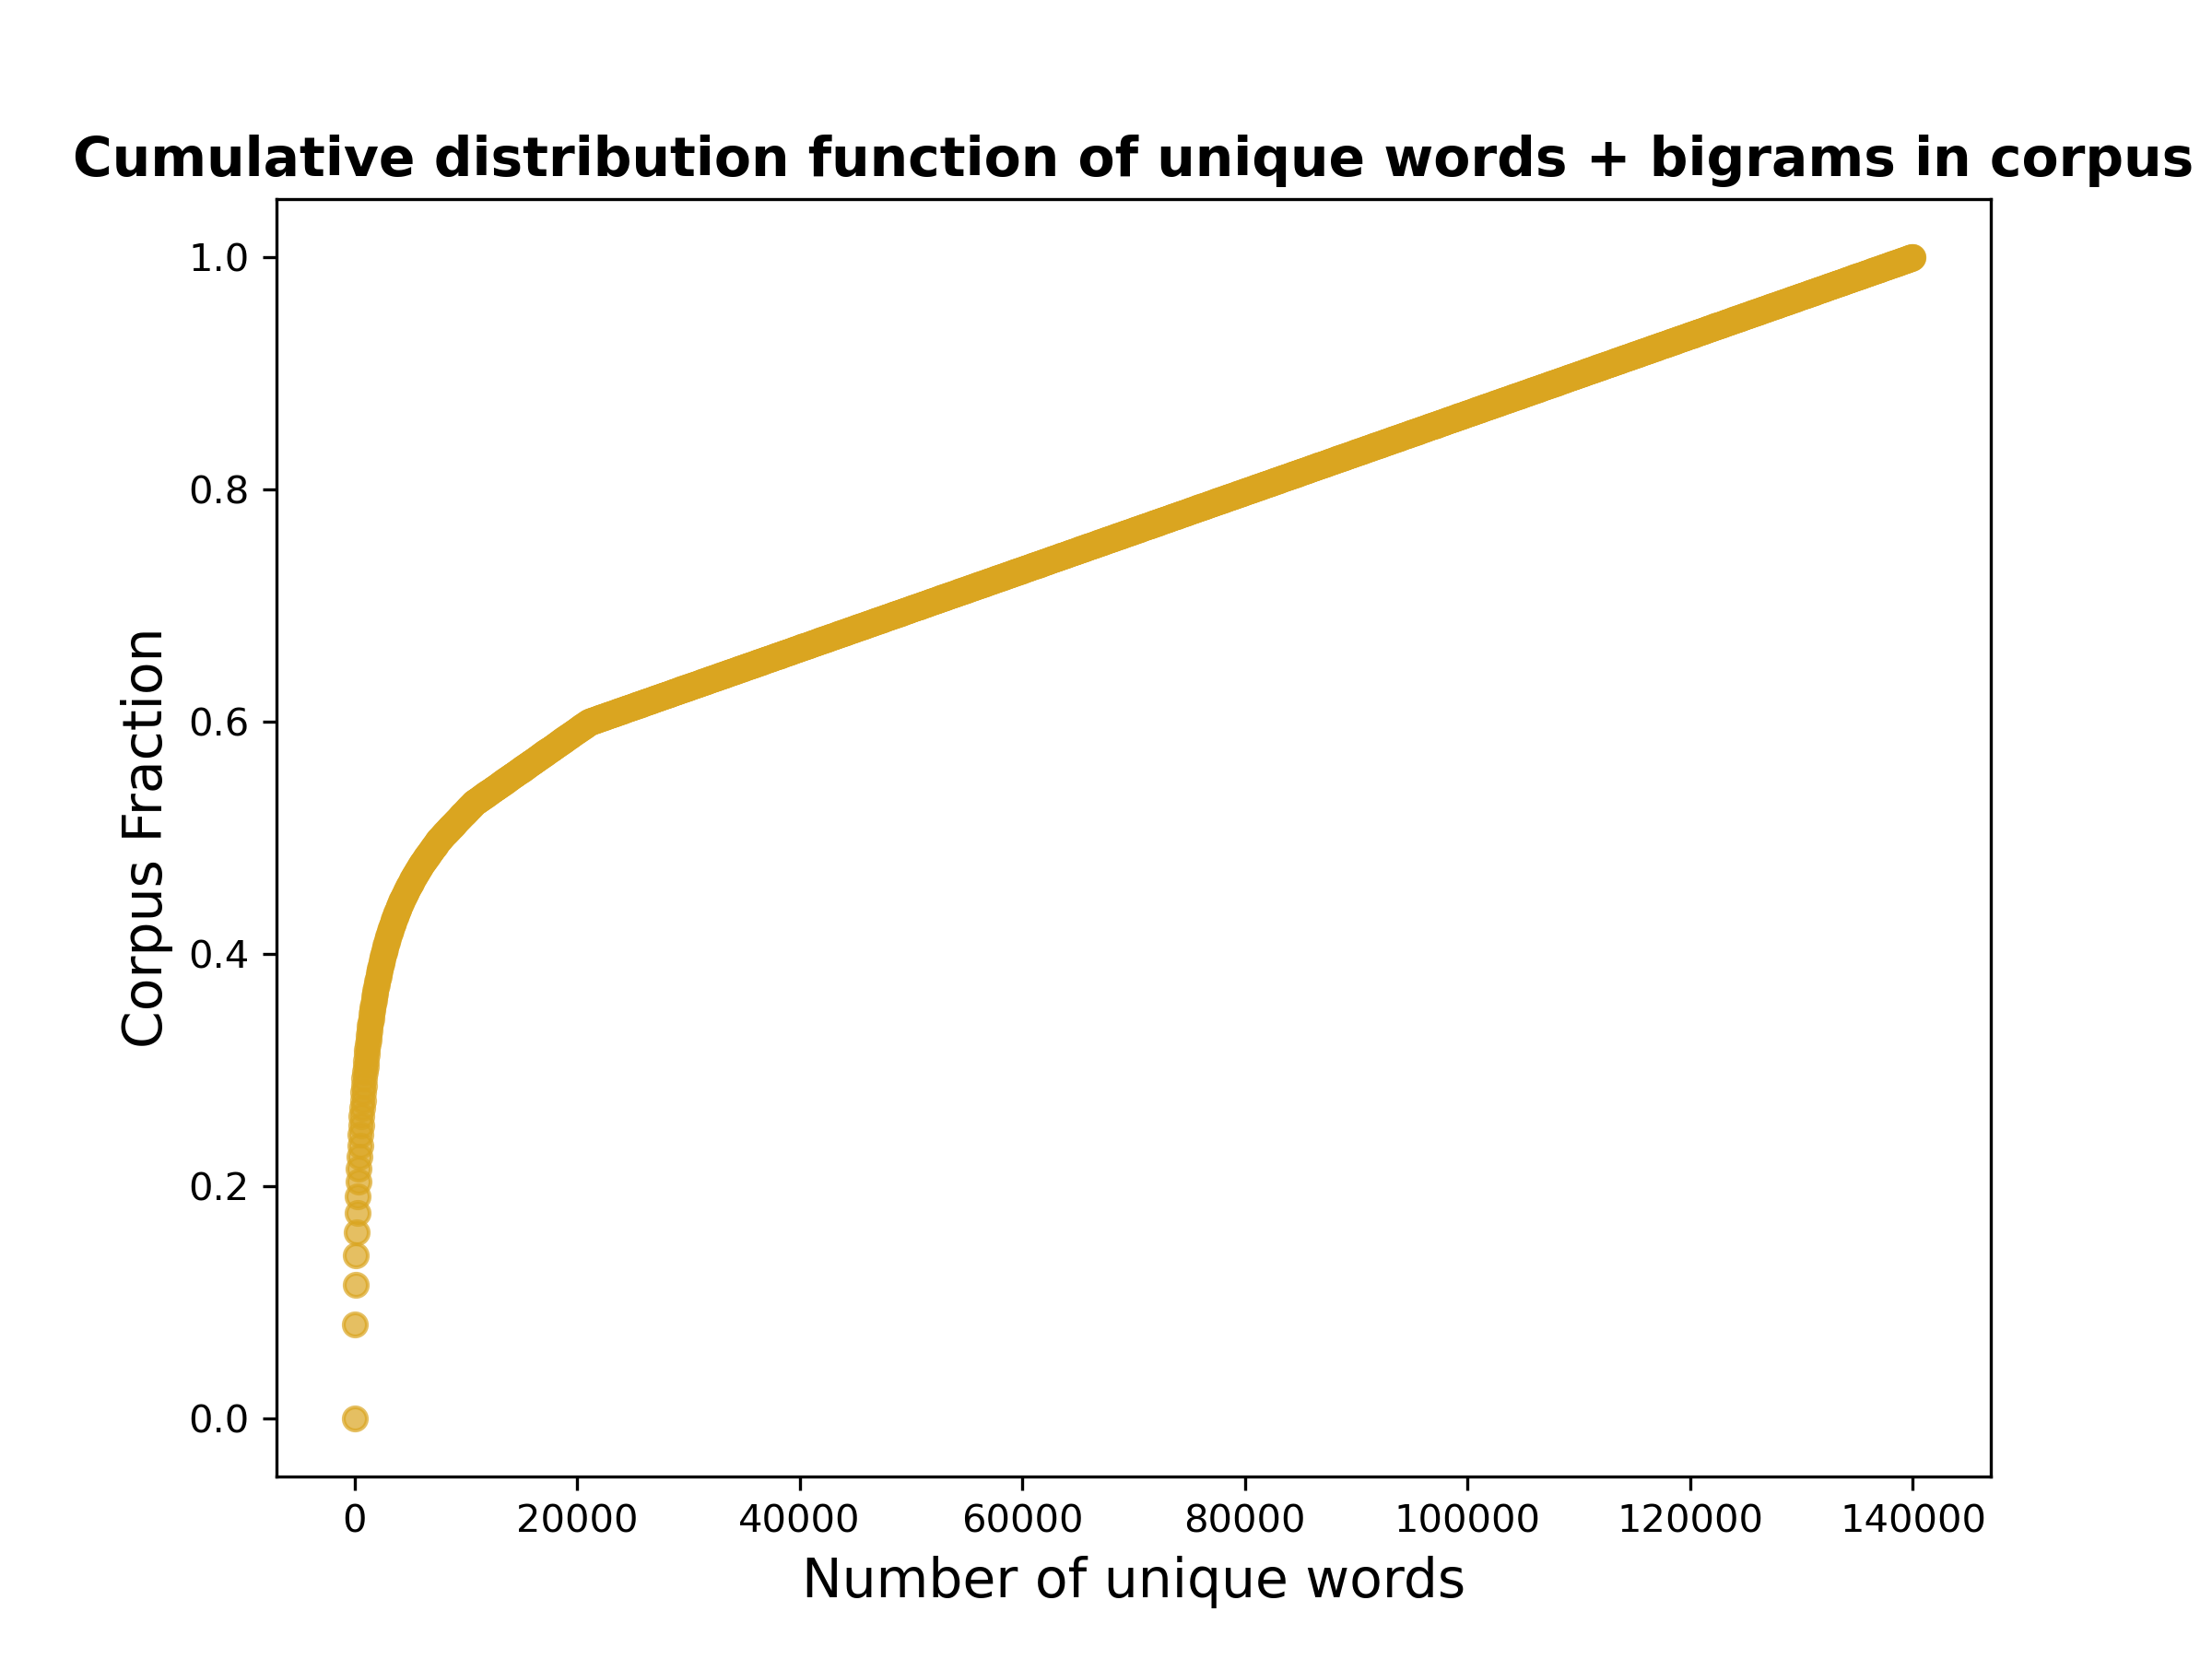 Cumulative distribution function of unique words + bigrams in corpus
1.0
0.8
0.6
0.4
0.2
0.0
Corpus Fraction
0 20000 40000 60000 80000 100000 120000 140000
Number of unique words